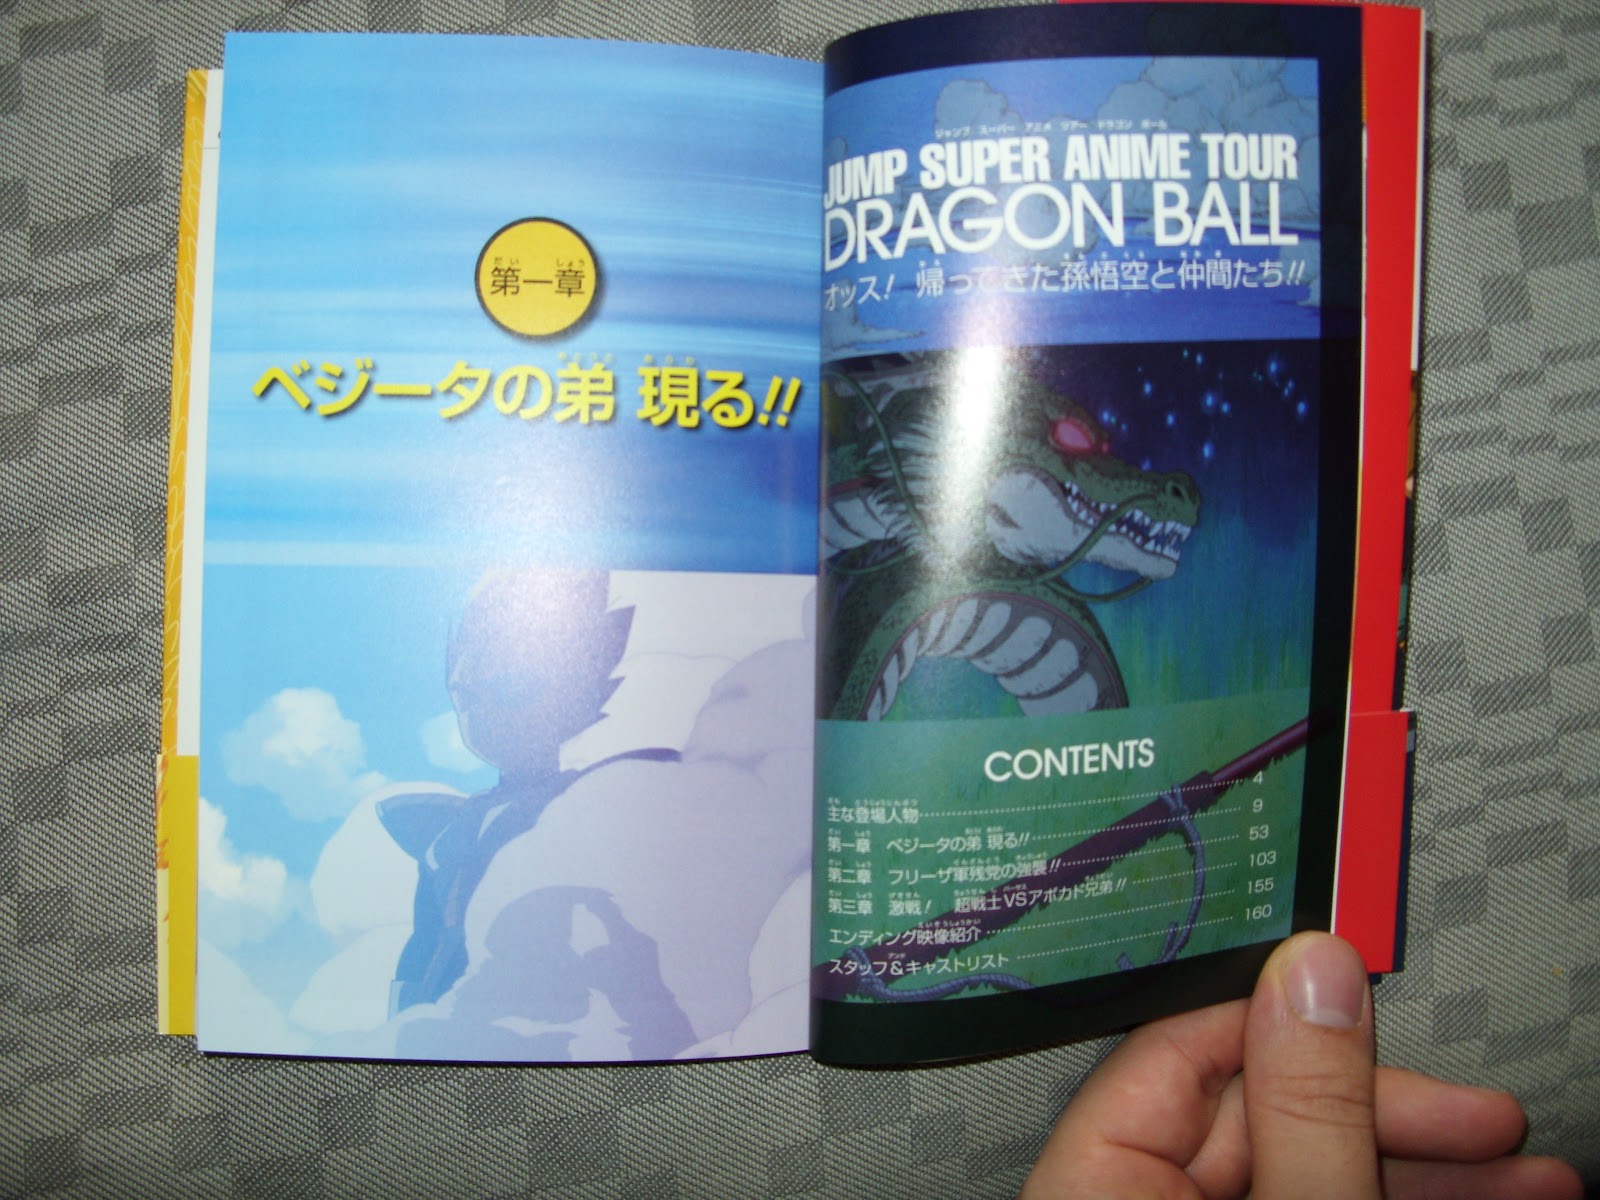 第一章
ベジータの弟 現る!!
JUMP SUPER ANIME TOUR
DRAGON BALL
オッス! 帰ってきた孫悟空と仲間たち!!
CONTENTS
主な登場人物 4
第一章 ベジータの弟 現る!! 9
第二章 フリーザ軍残党の強襲!! 53
第三章 激戦! 超戦士VSアボカド兄弟!! 103
エンディング映像紹介 155
スタッフ&キャストリスト 160